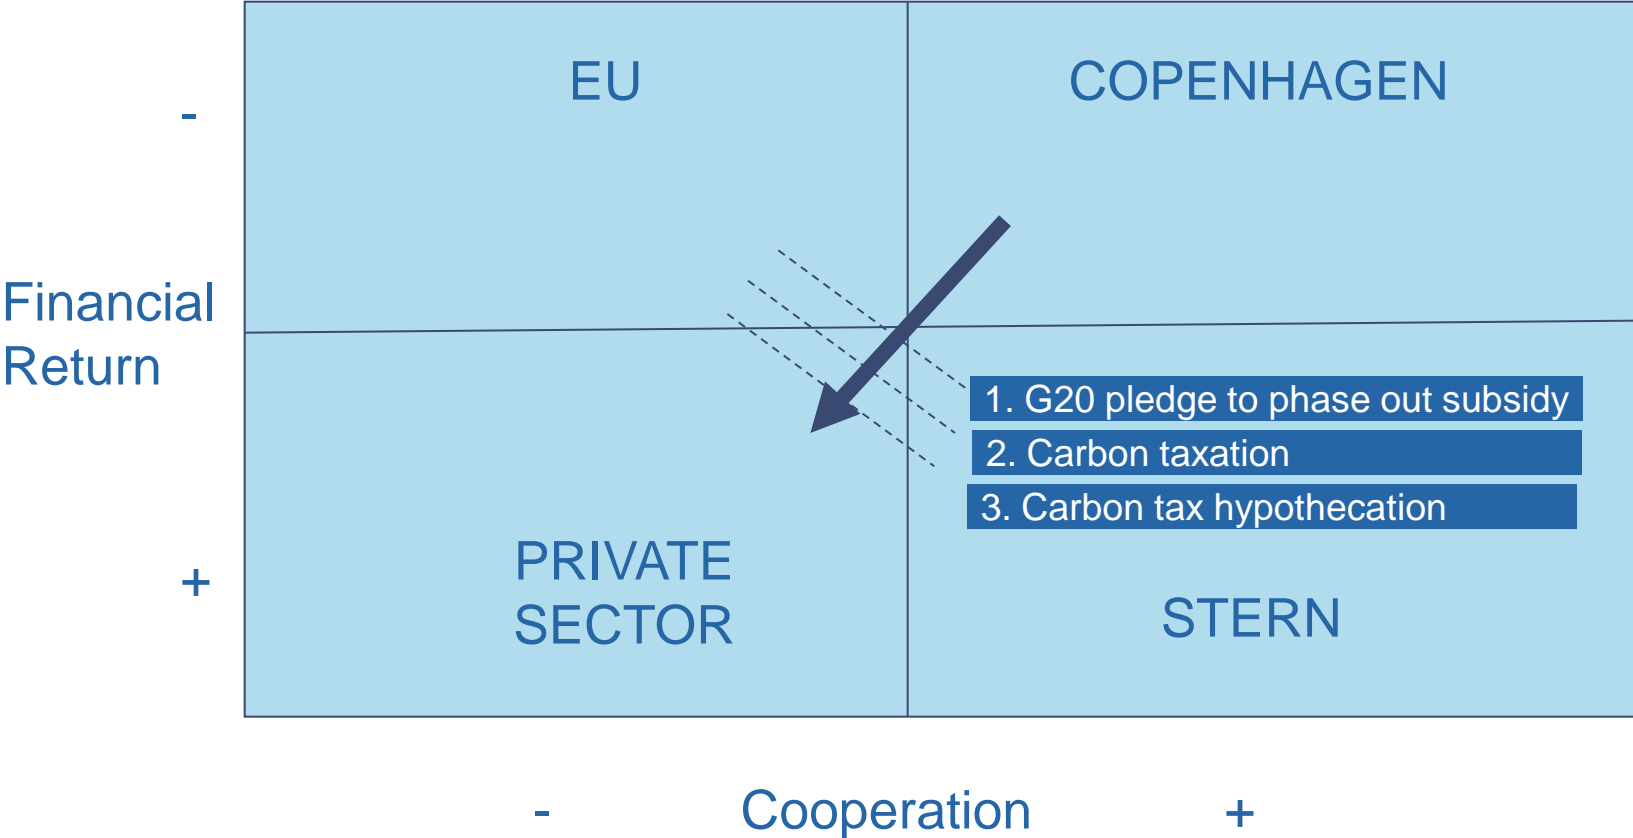 EU
COPENHAGEN
-
Financial
Return
1. G20 pledge to phase out subsidy
2. Carbon taxation
3. Carbon tax hypothecation
PRIVATE
SECTOR
STERN
+
- Cooperation +